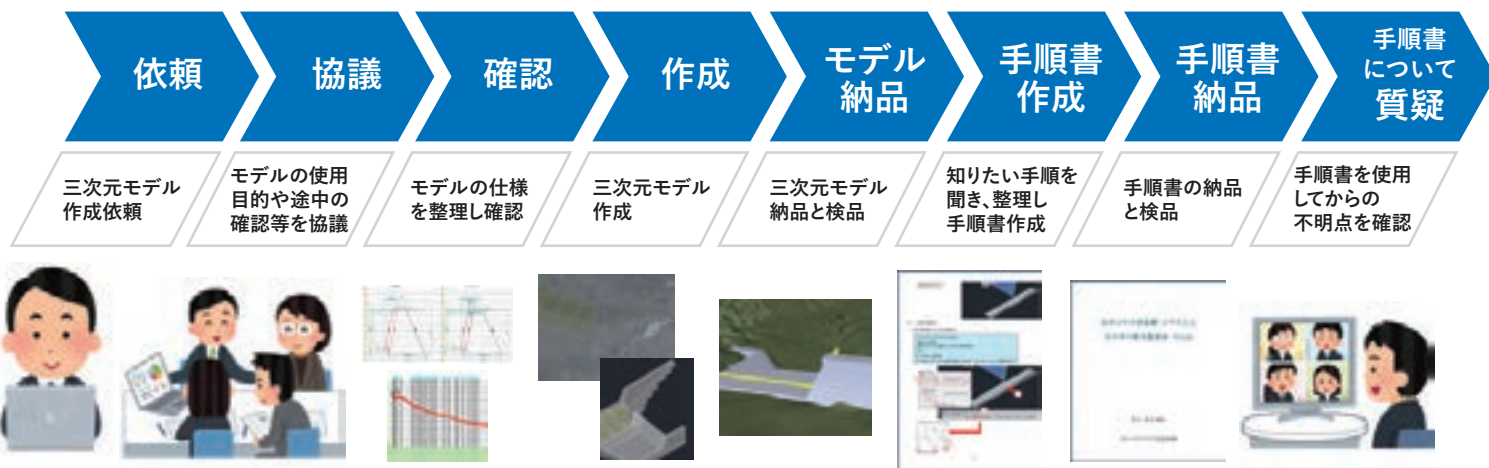 依頼
協議
確認
作成
モデル
納品
手順書
作成
手順書
納品
手順書
について
質疑
三次元モデル
作成依頼
モデルの使用
目的や途中の
確認等を協議
モデルの仕様
を整理し確認
三次元モデル
作成
三次元モデル
納品と検品
知りたい手順を
聞き、整理し
手順書作成
手順書の納品
と検品
手順書を使用
してからの
不明点を確認